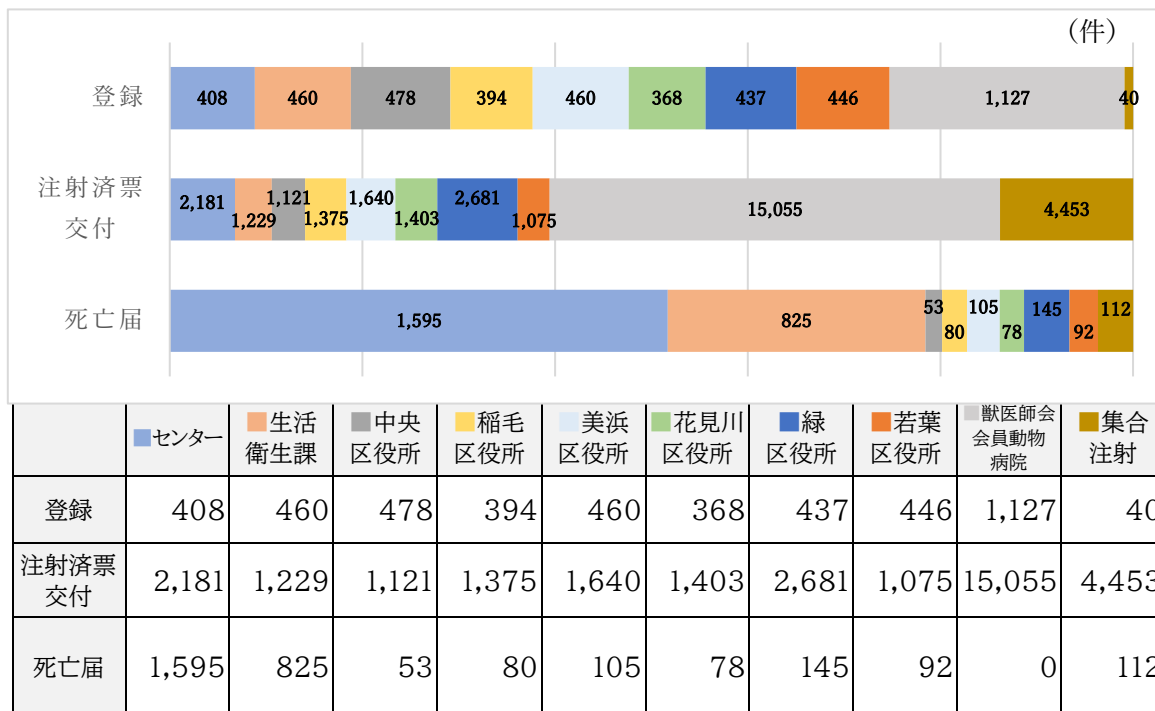 (件)
登録
408 460 478 394 460 368 437 446 1,127 40
注射済票
交付
2,181 1,229 1,121 1,375 1,640 1,403 2,681 1,075 15,055 4,453
死亡届
1,595 825 53 80 105 78 145 92 112
センター
生活
衛生課
中央
区役所
稲毛
区役所
美浜
区役所
花見川
区役所
緑
区役所
若葉
区役所
獣医師会
会員動物
病院
集合
注射
登録 408 460 478 394 460 368 437 446 1,127 40
注射済票
交付
2,181 1,229 1,121 1,375 1,640 1,403 2,681 1,075 15,055 4,453
死亡届 1,595 825 53 80 105 78 145 92 0 112